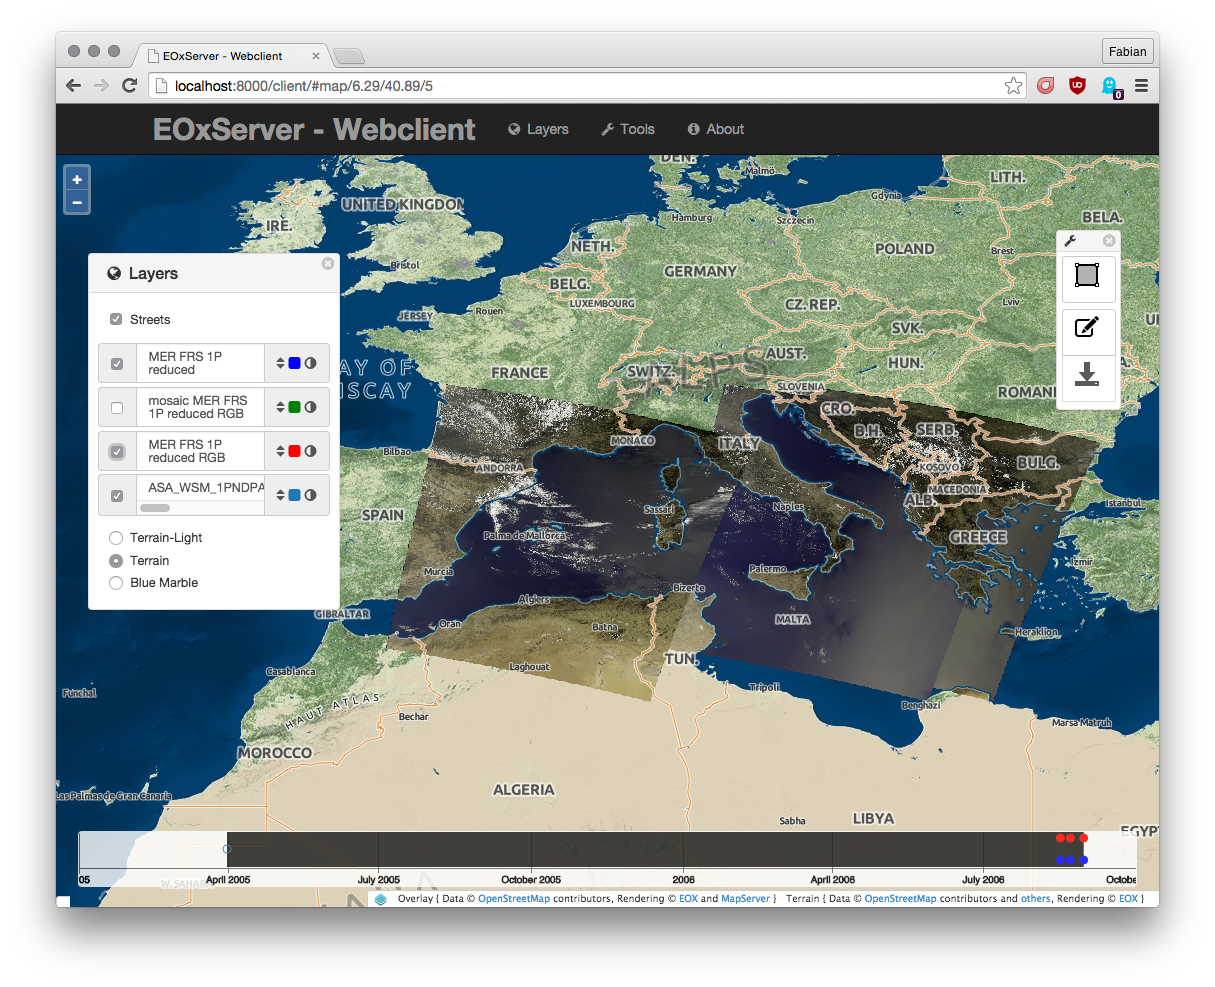 EOxServer - Webclient
Fabian
localhost:8000/client/#map/6.29/40.89/5
0
EOxServer - Webclient
Layers
Tools
About
+
−
DEN.
Malmö
LITH.
UNITED KINGDOM
IRE.
Gdynia
Hamburg
Szczecin
BELA.
NETH.
POLAND
Brest
Bristol
GERMANY
BELG.
LUXEMBOURG
CZ. REP.
Lviv
JERSEY
Rouen
SVK.
AUST.
HUN.
ALPS
FRANCE
SWITZ.
SLOVENIA
ROMANI
AY OF
ISCAY
CRO.
B.H.
SERB.
MONACO
ITALY
Bilbao
ANDORRA
KOSOVO
BULG.
MACEDONIA
ALB.
Istanbul
SPAIN
Sassari
Naples
Palma de Mallorca
GREECE
İzmir
Murcia
Palermo
Bizerte
Algiers
GIBRALTAR
Oran
Batna
MALTA
Heraklion
Laghouat
TUN.
Casablanca
Funchal
Tripoli
HAUT ATLAS
Bechar
Benghazi
Marsa Matruh
MOROCCO
ALGERIA
Las Palmas de Gran Canaria
Sabha
LIBYA
EGYP
W. SAHARA
Layers
Streets
MER FRS 1P
reduced
mosaic MER FRS
1P reduced RGB
MER FRS 1P
reduced RGB
ASA_WSM_1PNDPA
Terrain-Light
Terrain
Blue Marble
05
April 2005
July 2005
October 2005
2006
April 2006
July 2006
Octobe
Overlay { Data © OpenStreetMap contributors, Rendering © EOX and MapServer } Terrain { Data © OpenStreetMap contributors and others, Rendering © EOX }